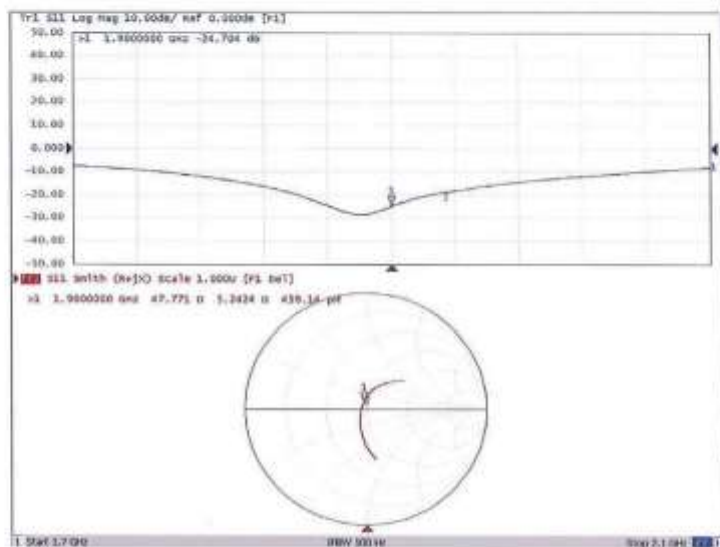 Tr1 S11 Log Mag 10.00dB/ Ref 0.000dB [F1]
50.00
>1 1.9000000 GHz -24.704 dB
40.00
30.00
20.00
10.00
0.000
-10.00
-20.00
-30.00
-40.00
-50.00
S11 Smith (R+jX) Scale 1.000U [F1 Del]
>1 1.9000000 GHz 47.771 Ω 5.2424 Ω 439.14 pH
1 Start 1.7 GHz IFBW 500 Hz Stop 2.1 GHz